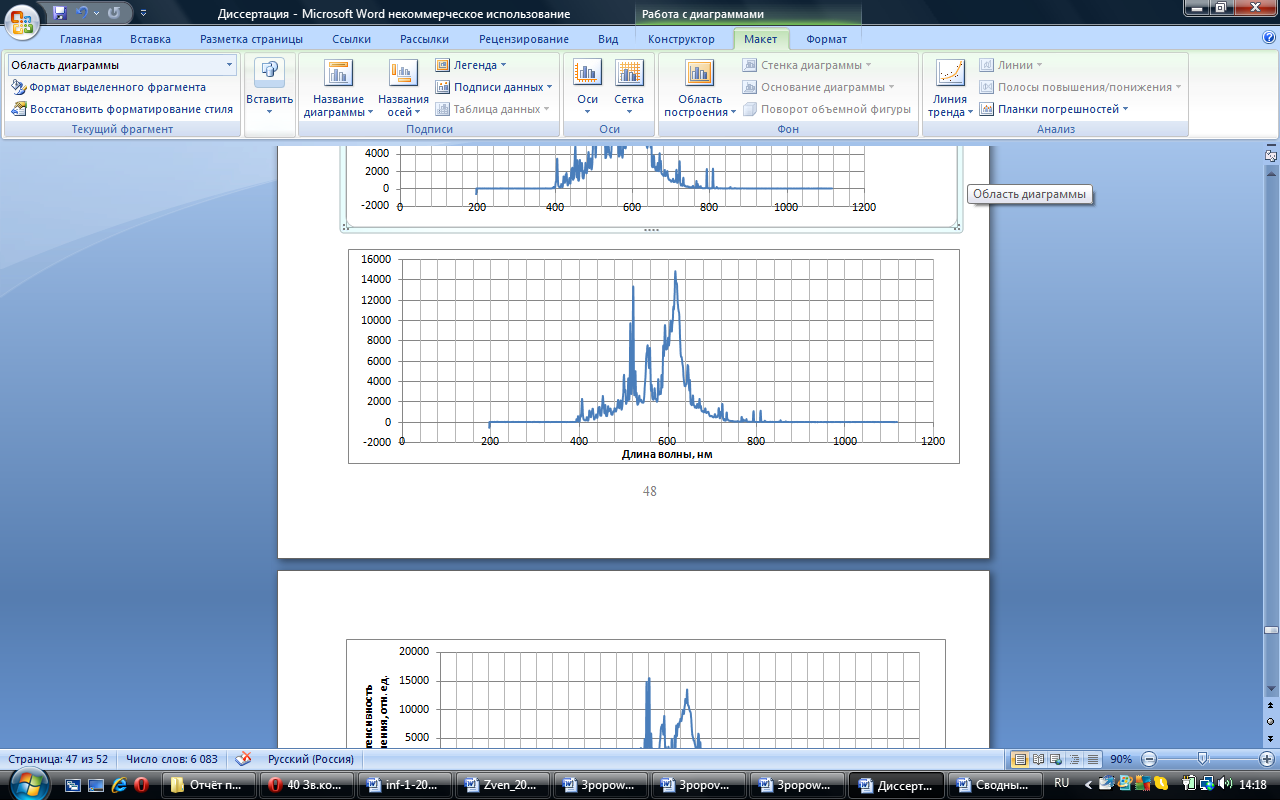 Диссертация - Microsoft Word некоммерческое использование
Работа с диаграммами
Главная Вставка Разметка страницы Ссылки Рассылки Рецензирование Вид Конструктор Макет Формат
Область диаграммы
Формат выделенного фрагмента
Восстановить форматирование стиля
Текущий фрагмент
Вставить
Название диаграммы
Названия осей
Легенда
Подписи данных
Таблица данных
Подписи
Оси
Сетка
Оси
Область построения
Стенка диаграммы
Основание диаграммы
Поворот объемной фигуры
Фон
Линия тренда
Линии
Полосы повышения/понижения
Планки погрешностей
Анализ
4000
2000
0
-2000
0 200 400 600 800 1000 1200
Область диаграммы
16000
14000
12000
10000
8000
6000
4000
2000
0
-2000
0 200 400 600 800 1000 1200
Длина волны, нм
48
20000
15000
10000
5000
Страница: 47 из 52 Число слов: 6 083 Русский (Россия) 90%
Отчёт п... 40 Зв.ко... inf-1-20... Zven_20... 3propow... 3propov... 3propow... Диссерт... Сводны... RU 14:18